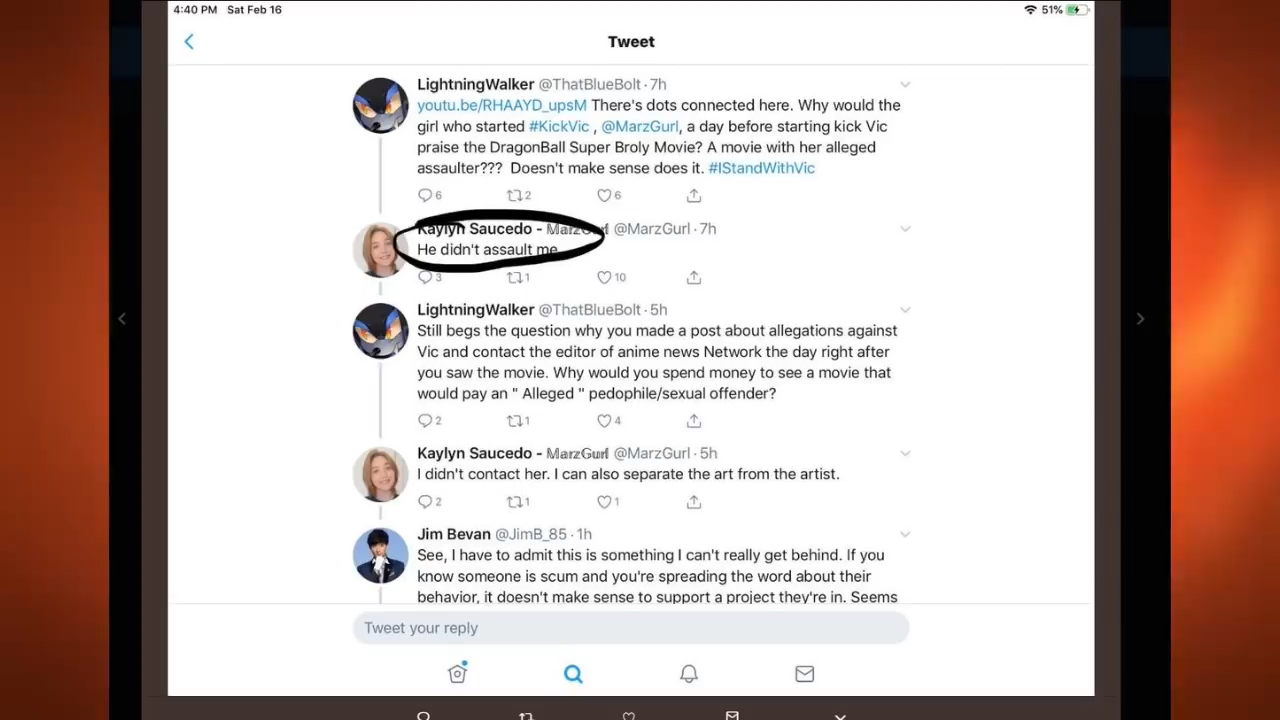 4:40 PM Sat Feb 16
51%
Tweet
LightningWalker @ThatBlueBolt · 7h
youtu.be/RHAAYD_upsM There's dots connected here. Why would the
girl who started #KickVic , @MarzGurl, a day before starting kick Vic
praise the DragonBall Super Broly Movie? A movie with her alleged
assaulter??? Doesn't make sense does it. #IStandWithVic
6 2 6
Kaylyn Saucedo - MarzGurl @MarzGurl · 7h
He didn't assault me
3 1 10
LightningWalker @ThatBlueBolt · 5h
Still begs the question why you made a post about allegations against
Vic and contact the editor of anime news Network the day right after
you saw the movie. Why would you spend money to see a movie that
would pay an " Alleged " pedophile/sexual offender?
2 1 4
Kaylyn Saucedo - MarzGurl @MarzGurl · 5h
I didn't contact her. I can also separate the art from the artist.
2 1 1
Jim Bevan @JimB_85 · 1h
See, I have to admit this is something I can't really get behind. If you
know someone is scum and you're spreading the word about their
behavior, it doesn't make sense to support a project they're in. Seems
Tweet your reply